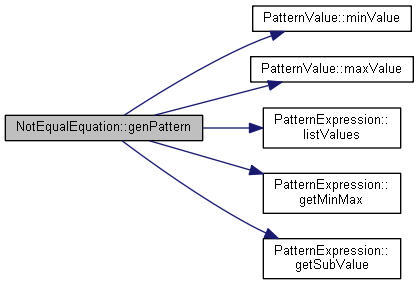 PatternValue::minValue
PatternValue::maxValue
NotEqualEquation::genPattern
PatternExpression::
listValues
PatternExpression::
getMinMax
PatternExpression::
getSubValue